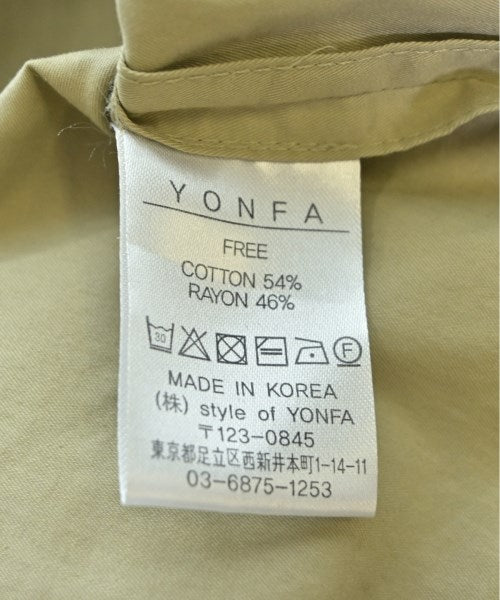 YONFA
FREE
COTTON 54%
RAYON 46%
30 F
MADE IN KOREA
(株) style of YONFA
〒123-0845
東京都足立区西新井本町1-14-11
03-6875-1253